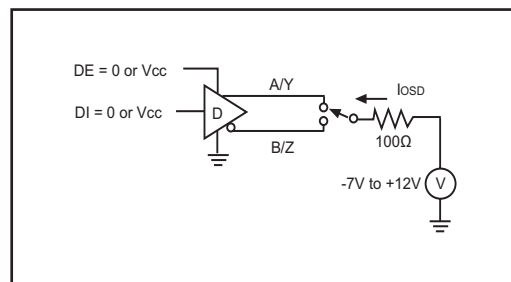 DE = 0 or Vcc
A/Y
IOSD
DI = 0 or Vcc
D
100Ω
B/Z
-7V to +12V
V